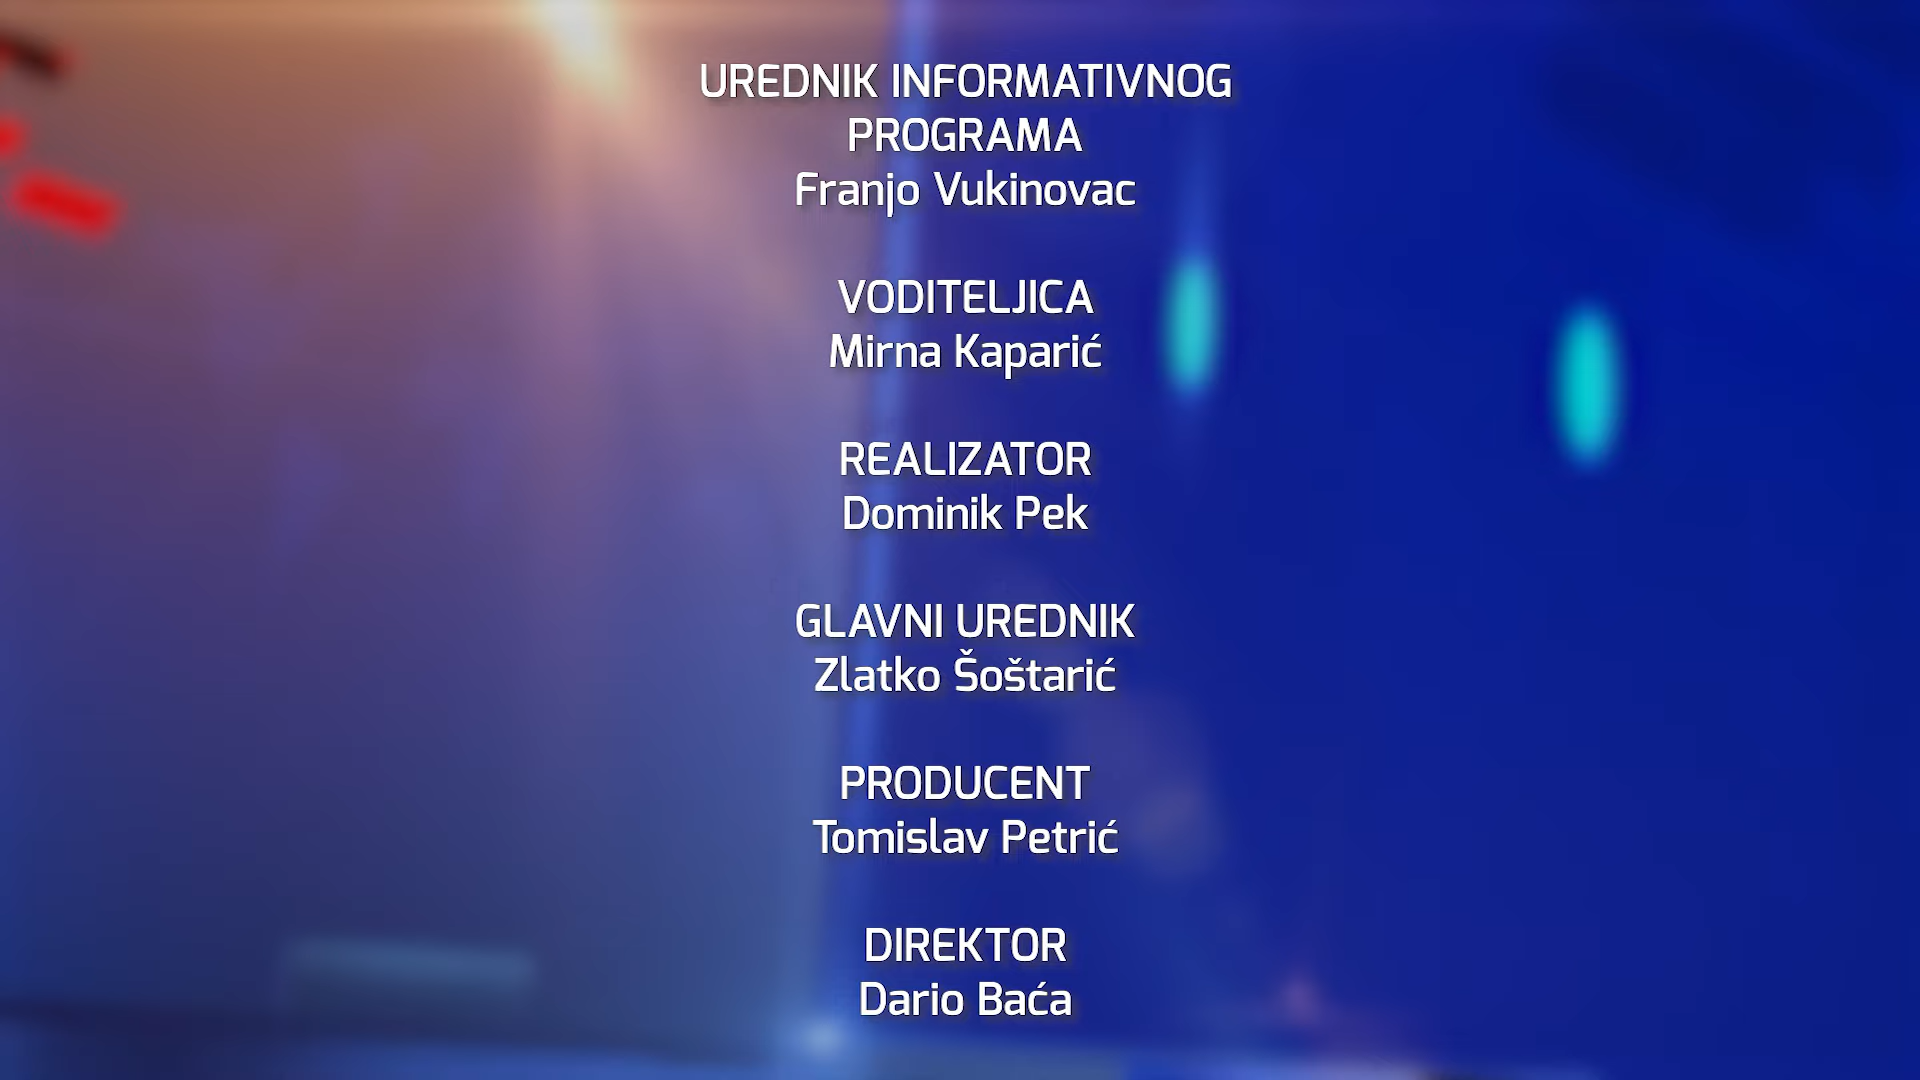 UREDNIK INFORMATIVNOG
PROGRAMA
Franjo Vukinovac
VODITELJICA
Mirna Kaparić
REALIZATOR
Dominik Pek
GLAVNI UREDNIK
Zlatko Šoštarić
PRODUCENT
Tomislav Petrić
DIREKTOR
Dario Baća